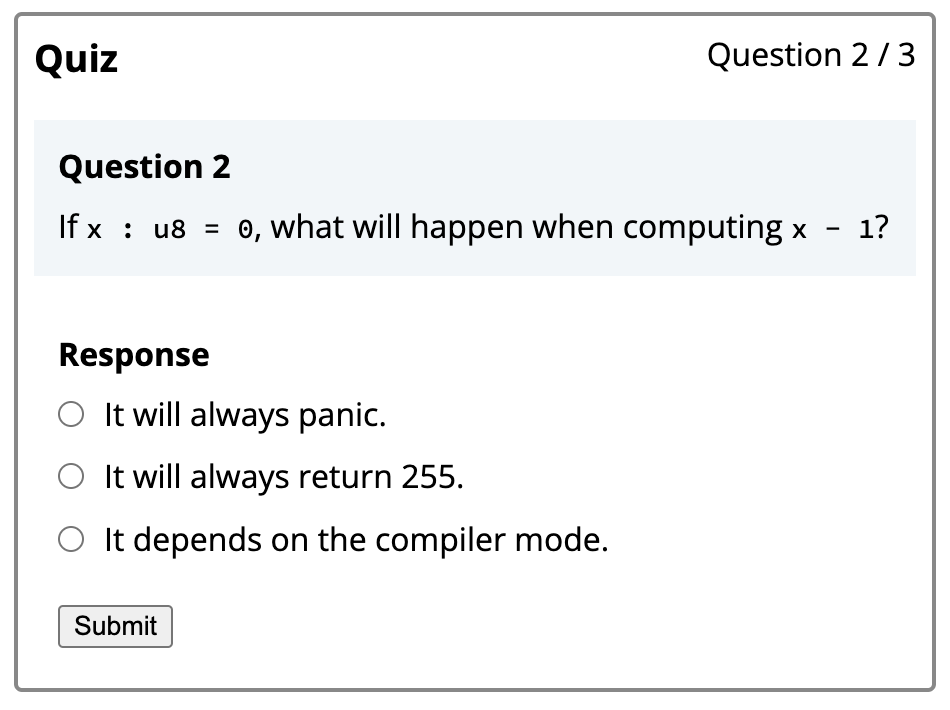 Quiz
Question 2 / 3
Question 2
If x : u8 = 0, what will happen when computing x - 1?
Response
It will always panic.
It will always return 255.
It depends on the compiler mode.
Submit